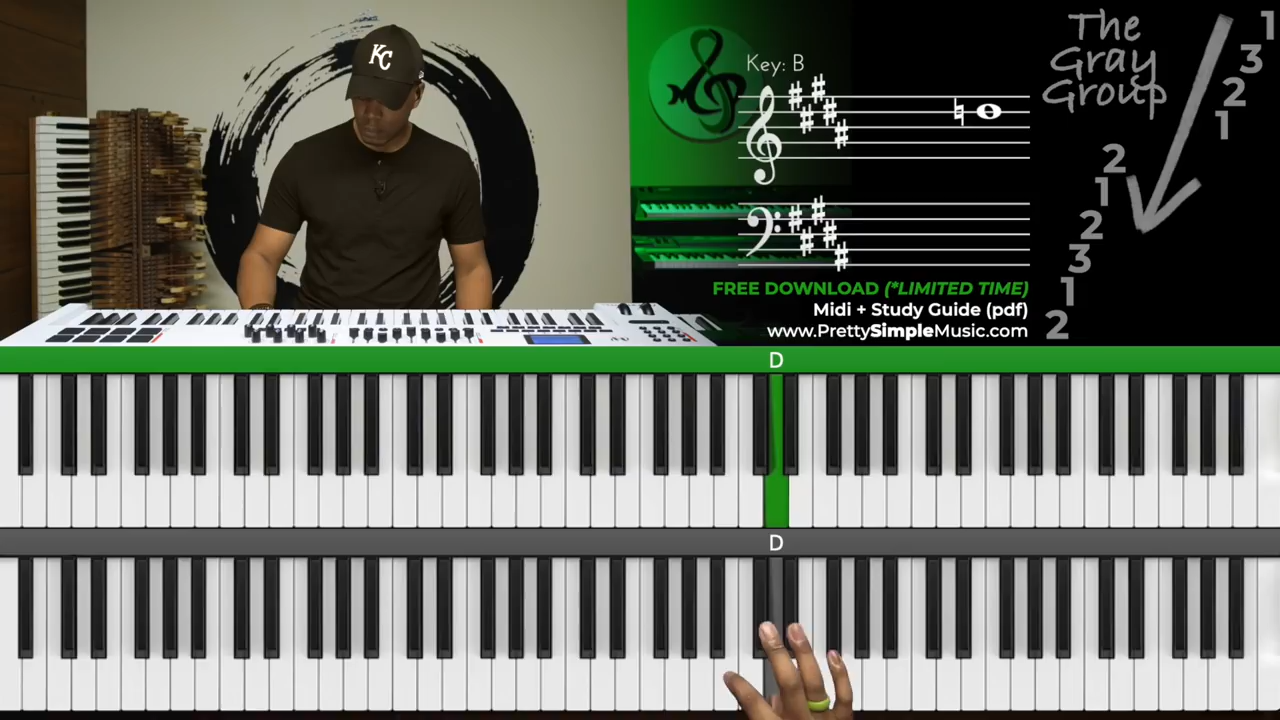 KC
Key: B
The
Gray
Group
1
3
2
1
2
1
2
3
1
2
FREE DOWNLOAD (*LIMITED TIME)
Midi + Study Guide (pdf)
www.PrettySimpleMusic.com
D
D